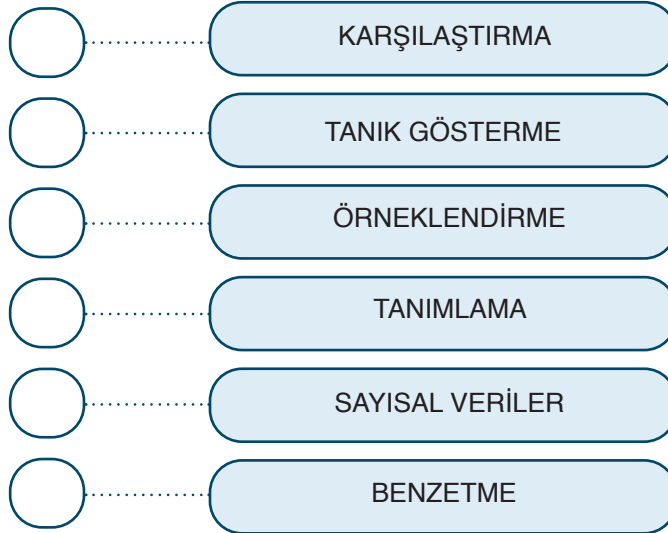 KARŞILAŞTIRMA
TANIK GÖSTERME
ÖRNEKLENDİRME
TANIMLAMA
SAYISAL VERİLER
BENZETME